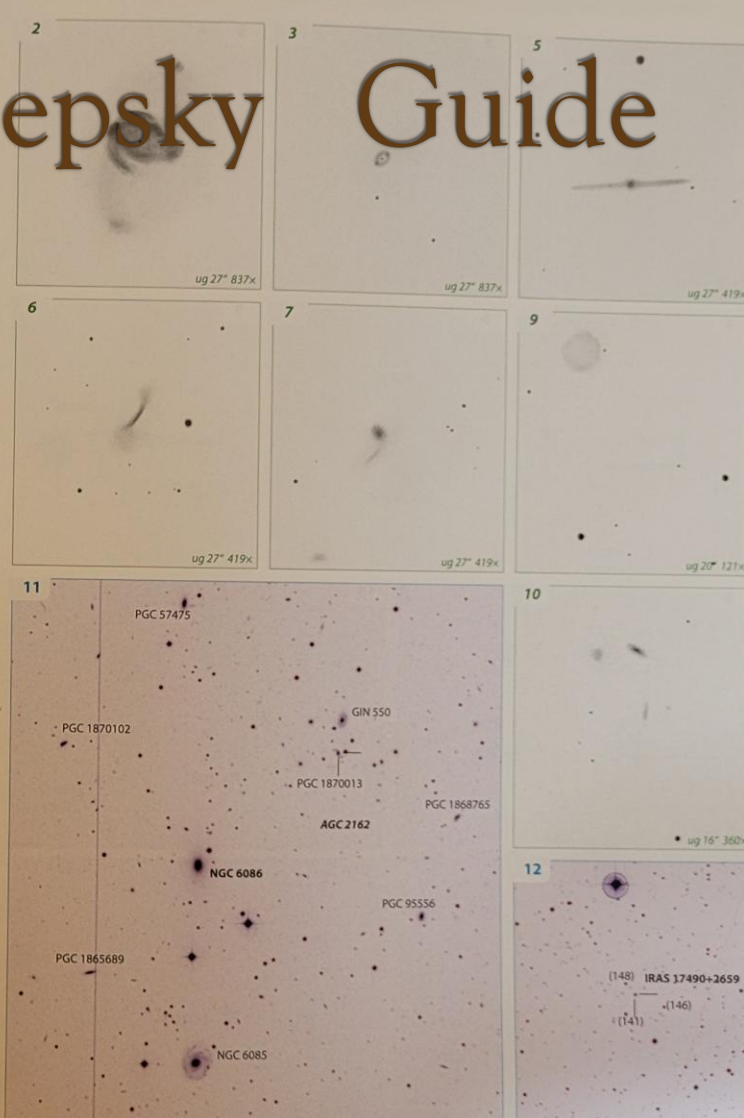 2
3
5
epsky Guide
ug 27" 837×
ug 27" 837×
ug 27" 419×
6
7
9
ug 27" 419×
ug 27" 419×
ug 20" 121×
11
10
PGC 57475
GIN 550
PGC 1870102
PGC 1870013
PGC 1868765
AGC 2162
ug 16" 360×
NGC 6086
12
PGC 95556
PGC 1865689
(148) IRAS 17490+2659
(146)
(141)
NGC 6085